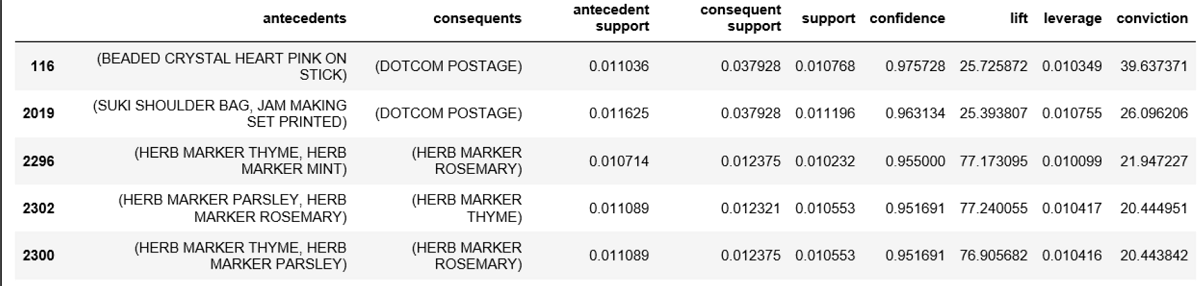 antecedents consequents antecedent support consequent support support confidence lift leverage conviction
116 (BEADED CRYSTAL HEART PINK ON STICK) (DOTCOM POSTAGE) 0.011036 0.037928 0.010768 0.975728 25.725872 0.010349 39.637371
2019 (SUKI SHOULDER BAG, JAM MAKING SET PRINTED) (DOTCOM POSTAGE) 0.011625 0.037928 0.011196 0.963134 25.393807 0.010755 26.096206
2296 (HERB MARKER THYME, HERB MARKER MINT) (HERB MARKER ROSEMARY) 0.010714 0.012375 0.010232 0.955000 77.173095 0.010099 21.947227
2302 (HERB MARKER PARSLEY, HERB MARKER ROSEMARY) (HERB MARKER THYME) 0.011089 0.012321 0.010553 0.951691 77.240055 0.010417 20.444951
2300 (HERB MARKER THYME, HERB MARKER PARSLEY) (HERB MARKER ROSEMARY) 0.011089 0.012375 0.010553 0.951691 76.905682 0.010416 20.443842